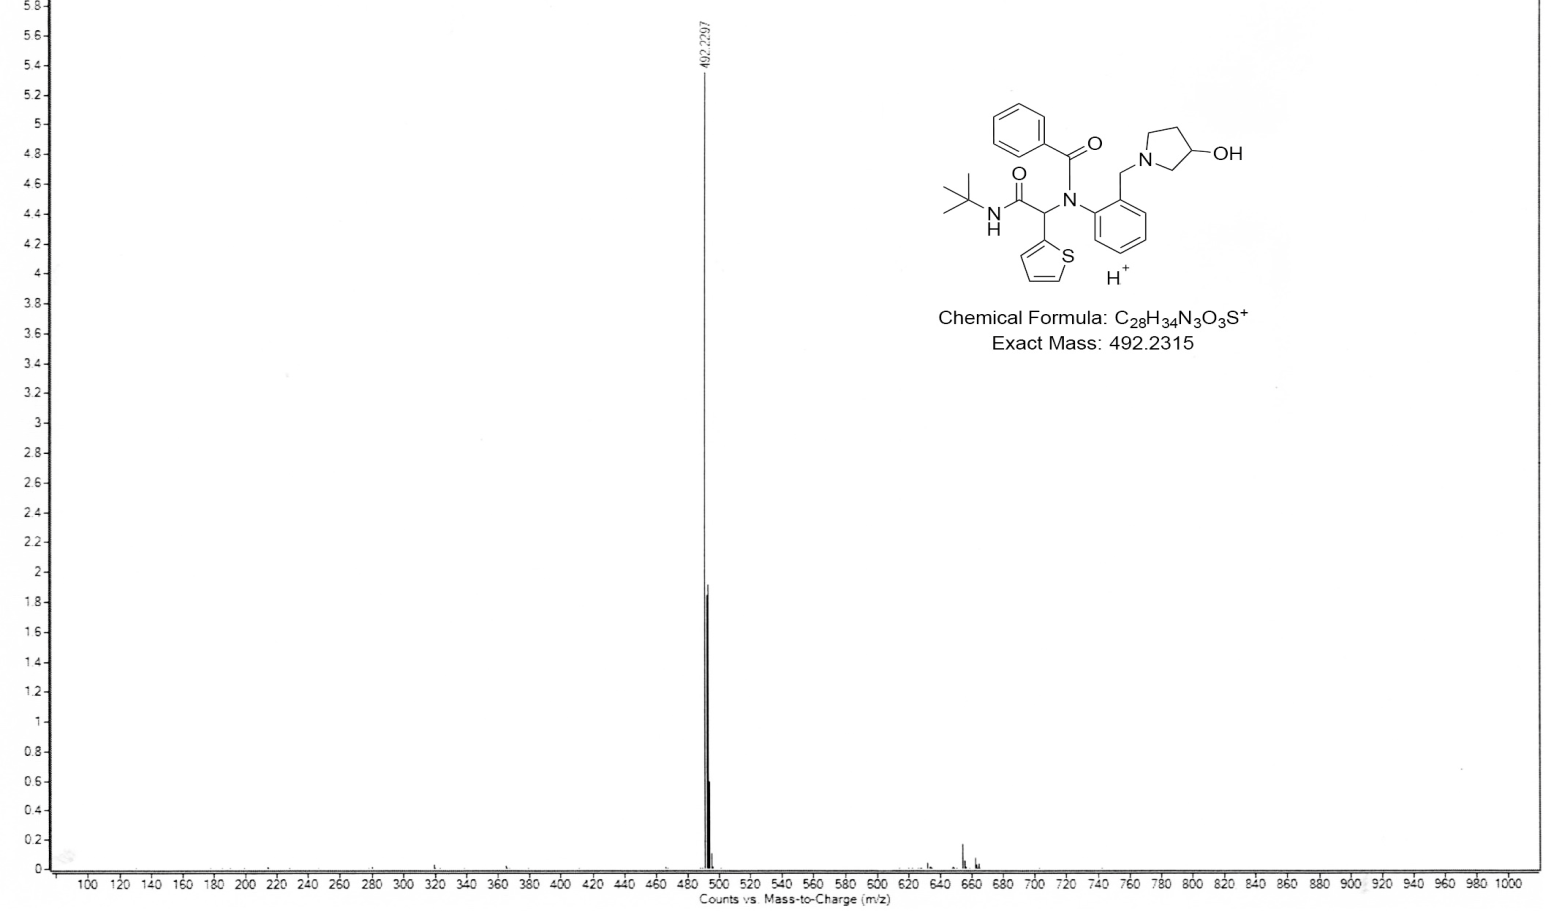 5.8
5.6
5.4
5.2
5
4.8
4.6
4.4
4.2
4
3.8
3.6
3.4
3.2
3
2.8
2.6
2.4
2.2
2
1.8
1.6
1.4
1.2
1
0.8
0.6
0.4
0.2
0
492.2297
O
N
OH
O
N
N
H
S
H+
Chemical Formula: C28H34N3O3S+
Exact Mass: 492.2315
100 120 140 160 180 200 220 240 260 280 300 320 340 360 380 400 420 440 460 480 500 520 540 560 580 600 620 640 660 680 700 720 740 760 780 800 820 840 860 880 900 920 940 960 980 1000
Counts vs. Mass-to-Charge (m/z)